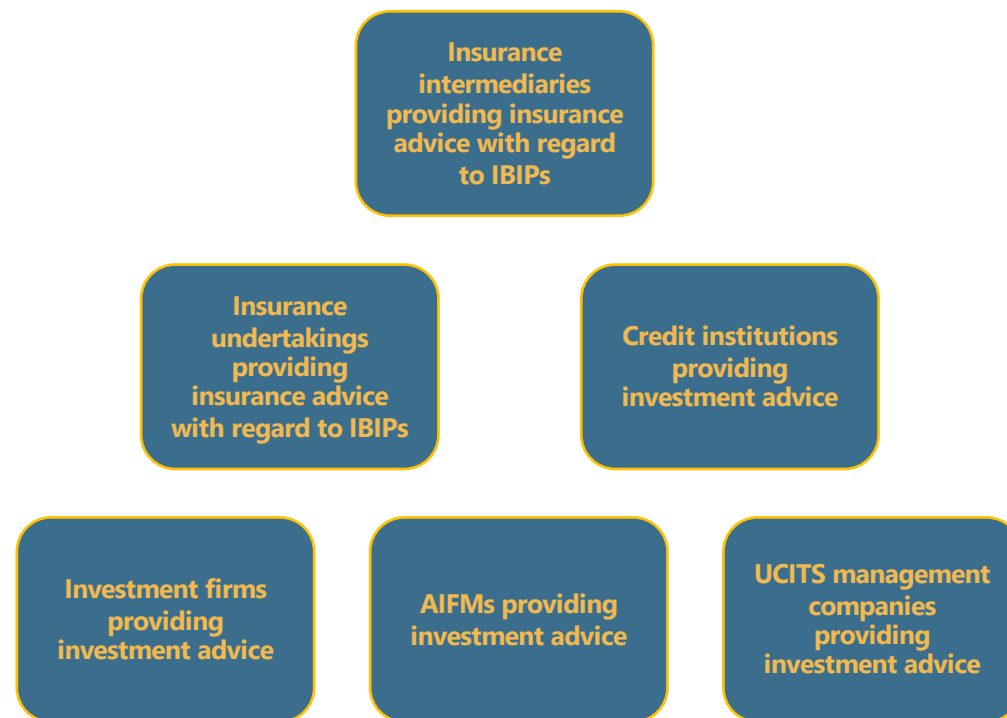 Insurance
intermediaries
providing insurance
advice with regard
to IBIPs
Insurance
undertakings
providing
insurance advice
with regard to IBIPs
Credit institutions
providing
investment advice
Investment firms
providing
investment advice
AIFMs providing
investment advice
UCITS management
companies
providing
investment advice